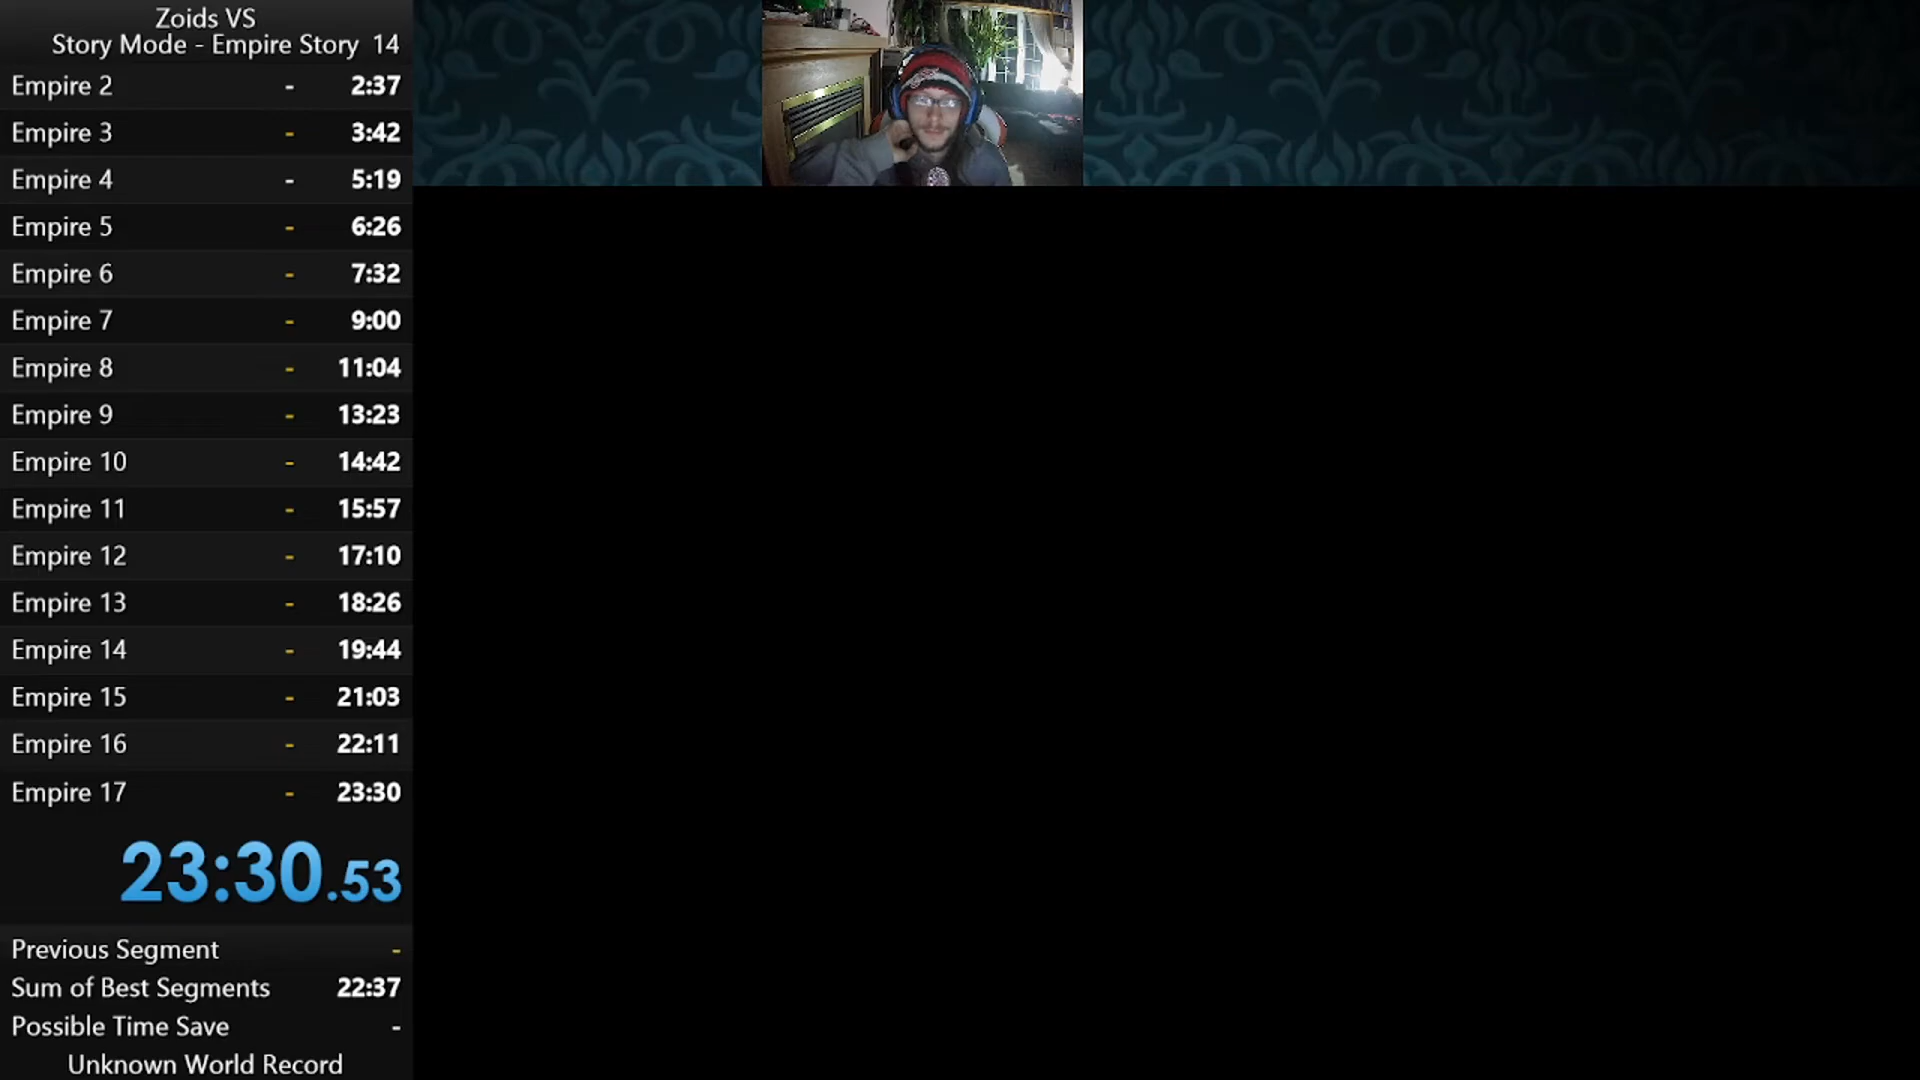 Zoids VS
Story Mode - Empire Story 14
Empire 2 - 2:37
Empire 3 - 3:42
Empire 4 - 5:19
Empire 5 - 6:26
Empire 6 - 7:32
Empire 7 - 9:00
Empire 8 - 11:04
Empire 9 - 13:23
Empire 10 - 14:42
Empire 11 - 15:57
Empire 12 - 17:10
Empire 13 - 18:26
Empire 14 - 19:44
Empire 15 - 21:03
Empire 16 - 22:11
Empire 17 - 23:30
23:30.53
Previous Segment -
Sum of Best Segments 22:37
Possible Time Save -
Unknown World Record